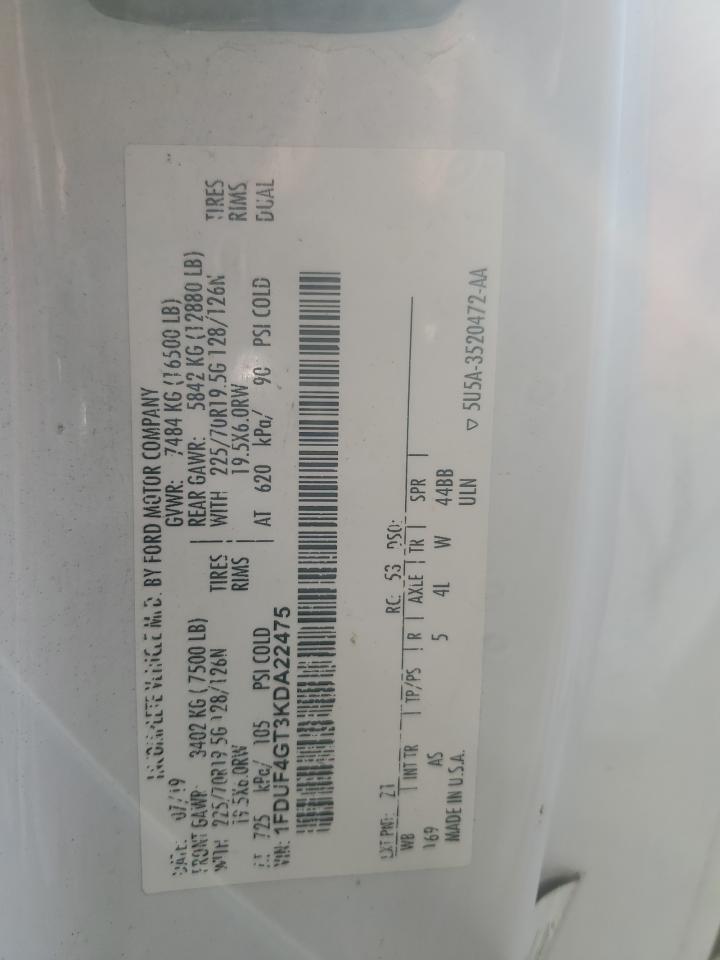 INCOMPLETE VEHICLE MFD. BY FORD MOTOR COMPANY
DATE: 07/19 GVWR: 7484 KG (16500 LB)
FRONT GAWR: 3402 KG (7500 LB) REAR GAWR: 5842 KG (12880 LB)
WITH 225/70R19.5G 128/126N TIRES WITH 225/70R19.5G 128/126N TIRES
19.5X6.0RW RIMS 19.5X6.0RW RIMS
AT 725 kPa/ 105 PSI COLD AT 620 kPa/ 90 PSI COLD DUAL
VIN: 1FDUF4GT3KDA22475
EXT PNT: Z1 RC: 53 DSO:
WB INT TR TP/PS R AXLE TR SPR
169 AS 5 4L W 44BB
MADE IN U.S.A. ULN
▽ 5U5A-3520472-AA